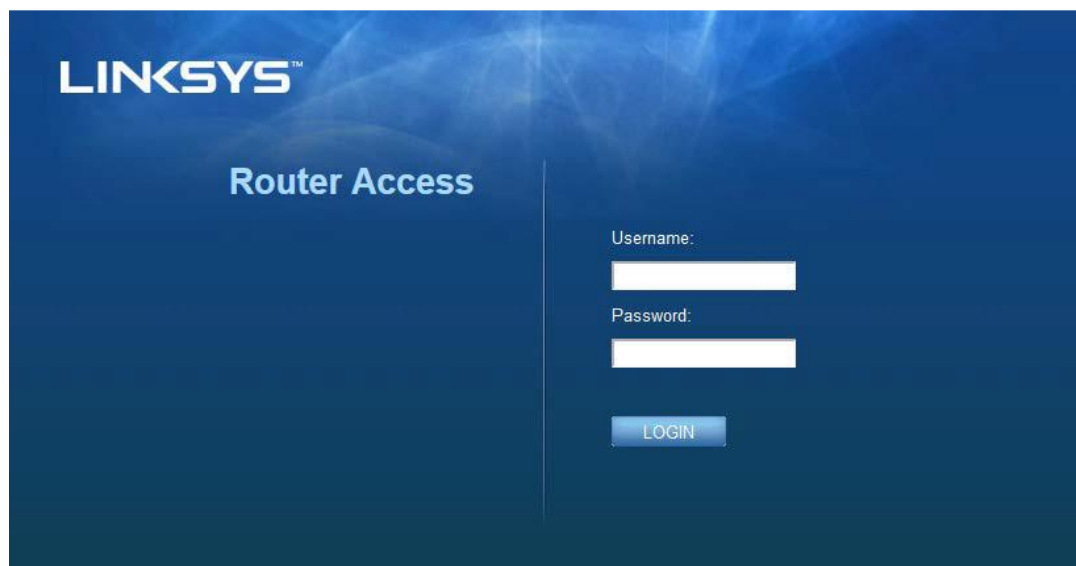 LINKSYS™
Router Access
Username:
Password:
LOGIN